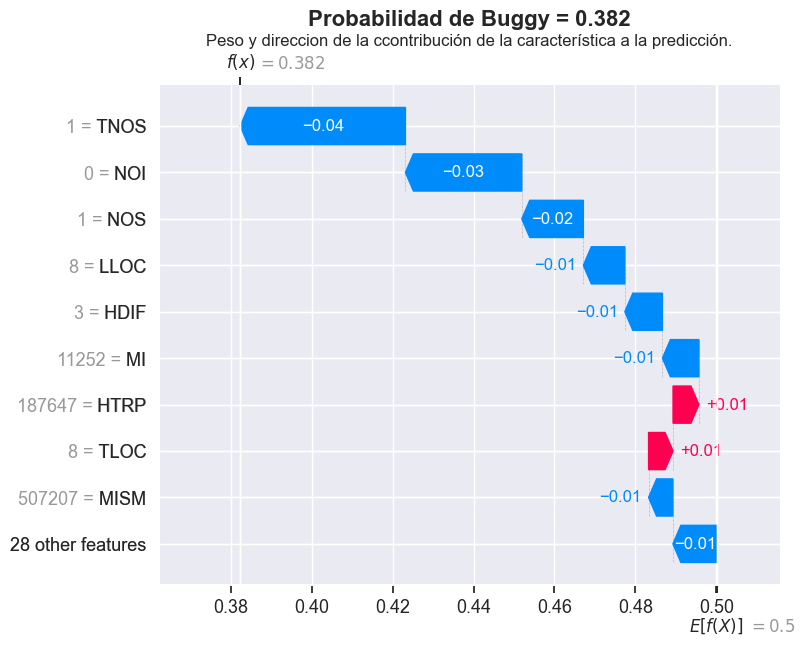 Probabilidad de Buggy = 0.382
Peso y direccion de la ccontribución de la característica a la predicción.
f(x) = 0.382
1 = TNOS −0.04
0 = NOI −0.03
1 = NOS −0.02
8 = LLOC −0.01
3 = HDIF −0.01
11252 = MI −0.01
187647 = HTRP +0.01
8 = TLOC +0.01
507207 = MISM −0.01
28 other features −0.01
0.38 0.40 0.42 0.44 0.46 0.48 0.50
E[f(X)] = 0.5